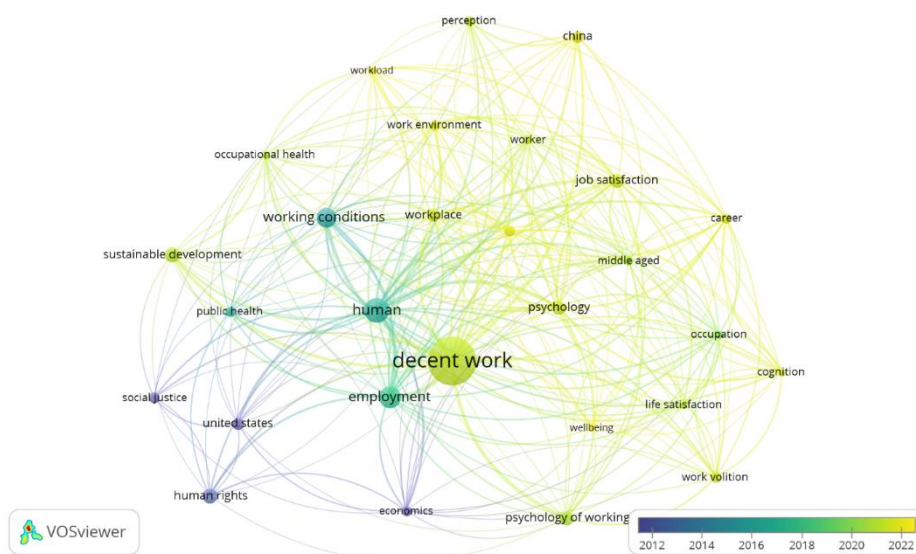 perception
china
workload
work environment
worker
occupational health
job satisfaction
working conditions
workplace
career
sustainable development
middle aged
public health
human
psychology
occupation
decent work
cognition
social justice
employment
life satisfaction
united states
wellbeing
work volition
human rights
economics
psychology of working
VOSviewer
2012 2014 2016 2018 2020 2022